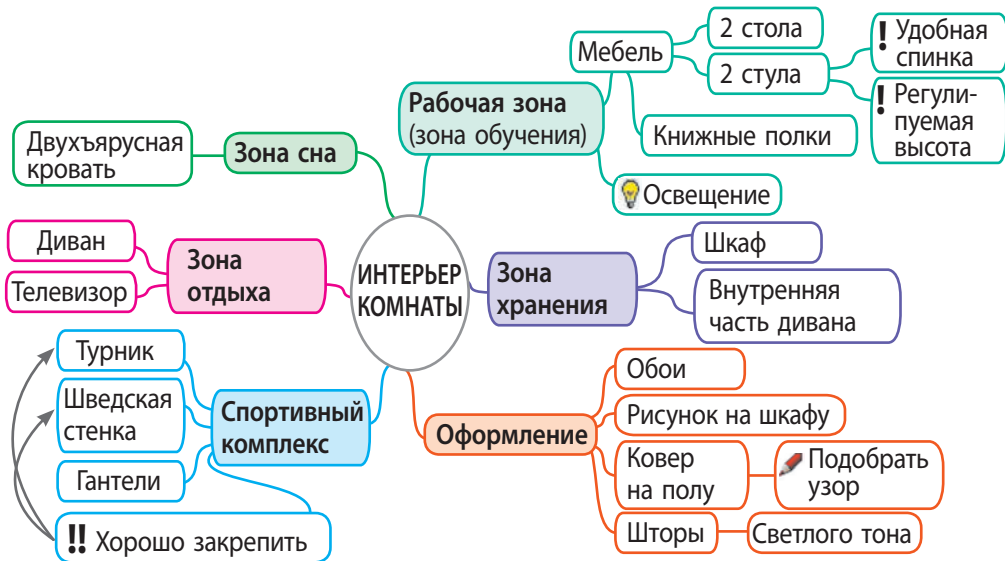 ИНТЕРЬЕР
КОМНАТЫ
Рабочая зона
(зона обучения)
Мебель
2 стола
2 стула
! Удобная
спинка
! Регули-
пуемая
высота
Книжные полки
Освещение
Зона
хранения
Шкаф
Внутренняя
часть дивана
Оформление
Обои
Рисунок на шкафу
Ковер
на полу
Подобрать
узор
Шторы
Светлого тона
Зона сна
Двухъярусная
кровать
Зона
отдыха
Диван
Телевизор
Спортивный
комплекс
Турник
Шведская
стенка
Гантели
!! Хорошо закрепить